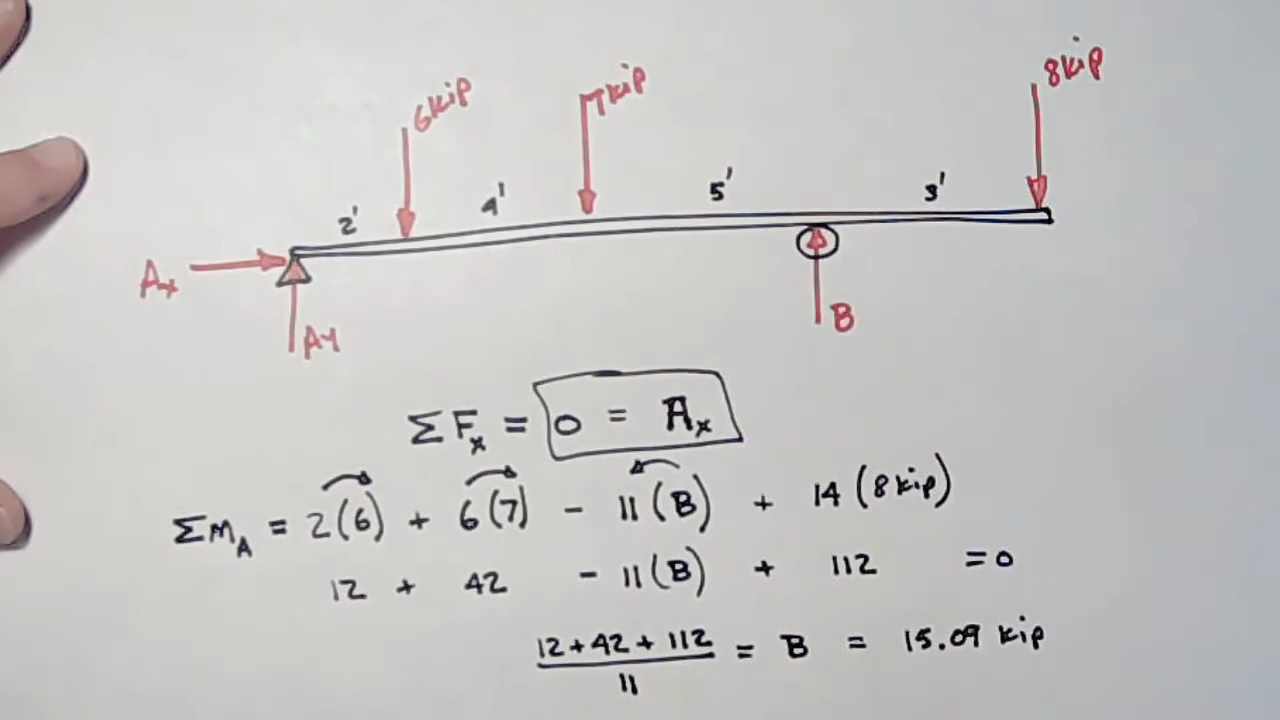 6kip 7kip 8kip
2' 4' 5' 3'
Ax
Ay B
ΣFx = 0 = Ax
ΣMA = 2(6) + 6(7) - 11(B) + 14(8kip)
12 + 42 - 11(B) + 112 = 0
12+42+112 = B = 15.09 kip
11